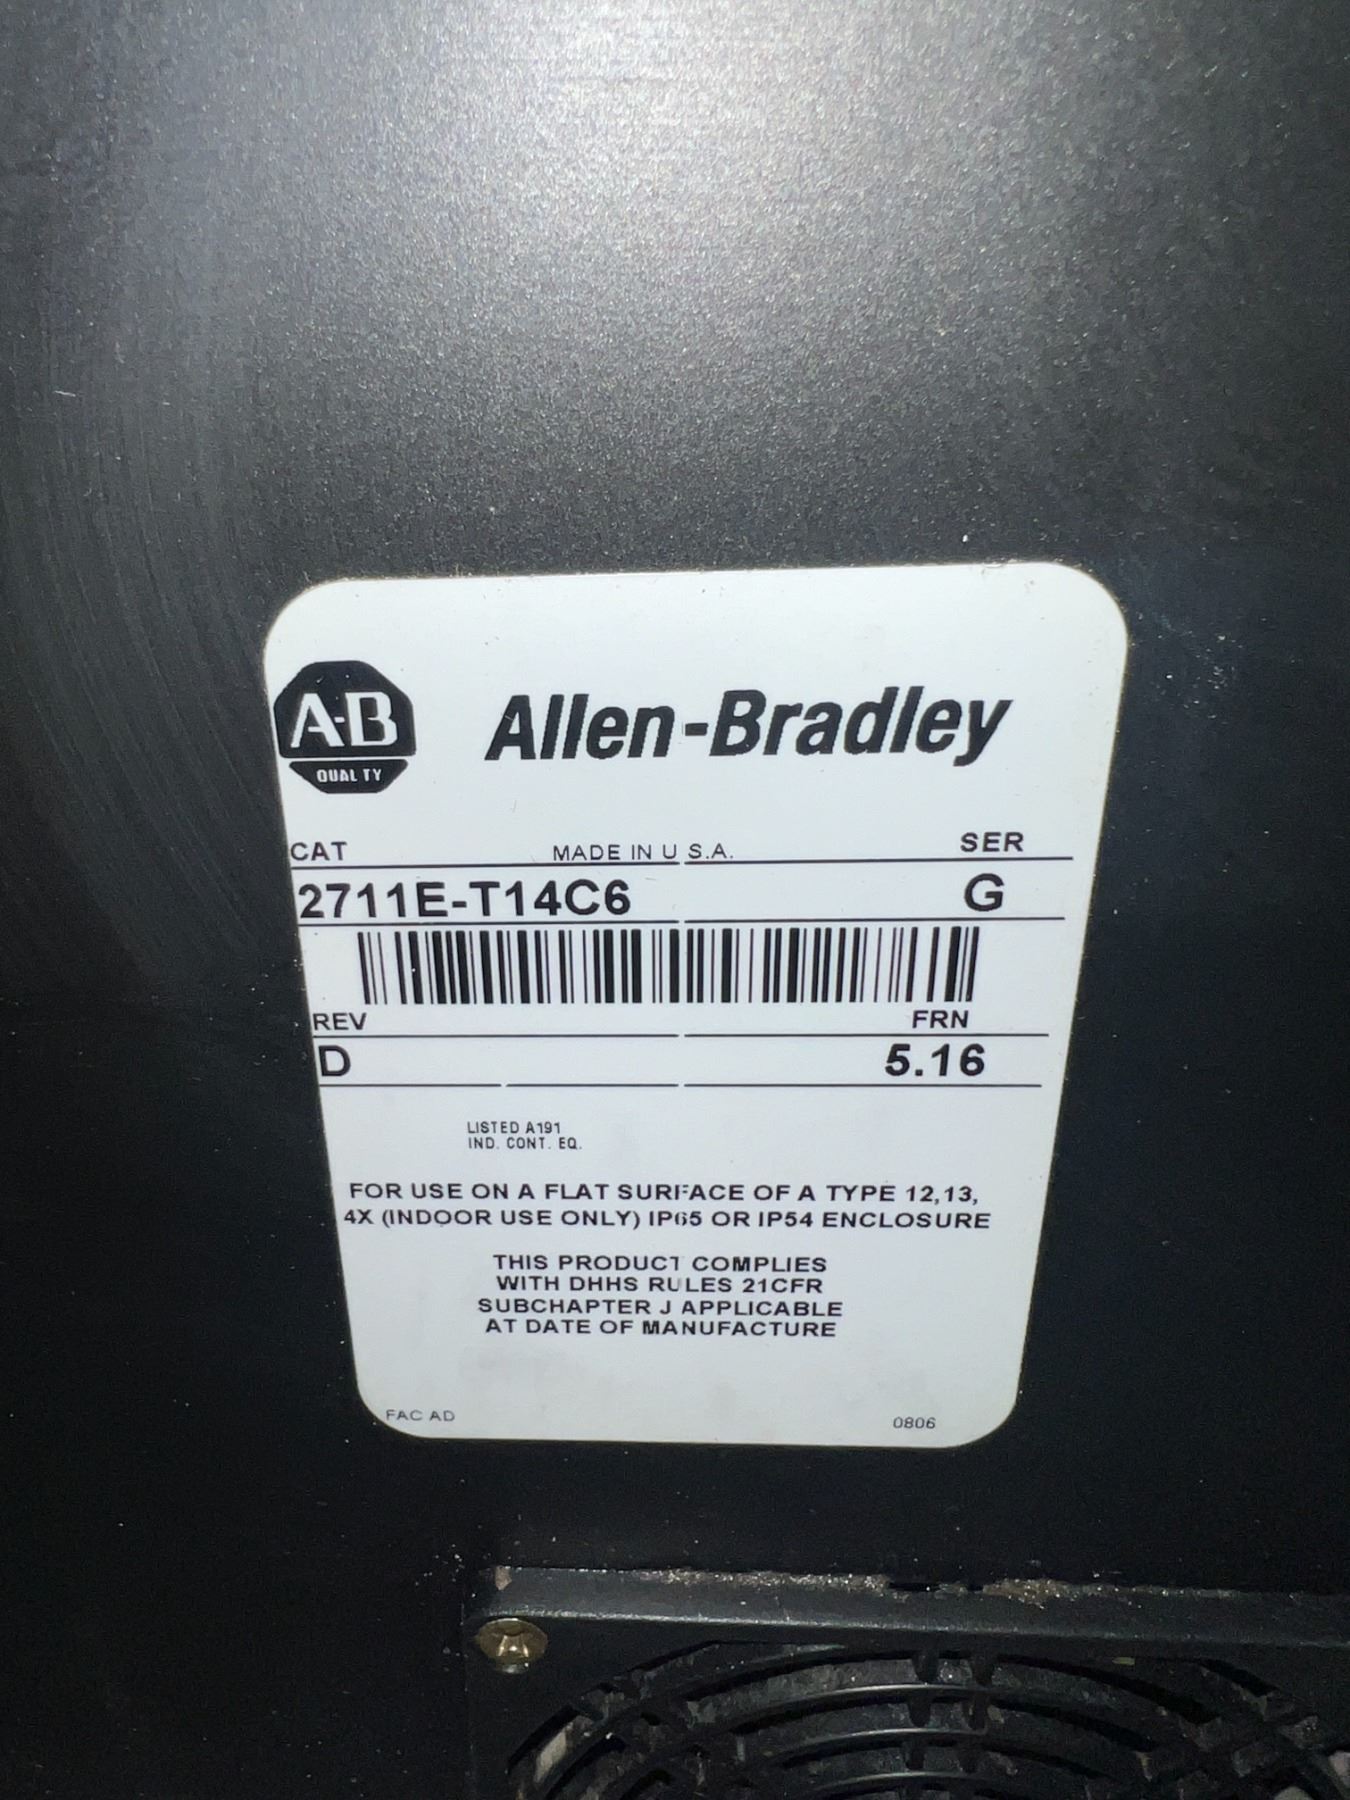 A-B
QUAL TY
Allen-Bradley
CAT MADE IN U S.A. SER
2711E-T14C6 G
REV FRN
D 5.16
LISTED A191
IND. CONT. EQ.
FOR USE ON A FLAT SURFACE OF A TYPE 12,13,
4X (INDOOR USE ONLY) IP65 OR IP54 ENCLOSURE
THIS PRODUCT COMPLIES
WITH DHHS RULES 21CFR
SUBCHAPTER J APPLICABLE
AT DATE OF MANUFACTURE
FAC AD 0806